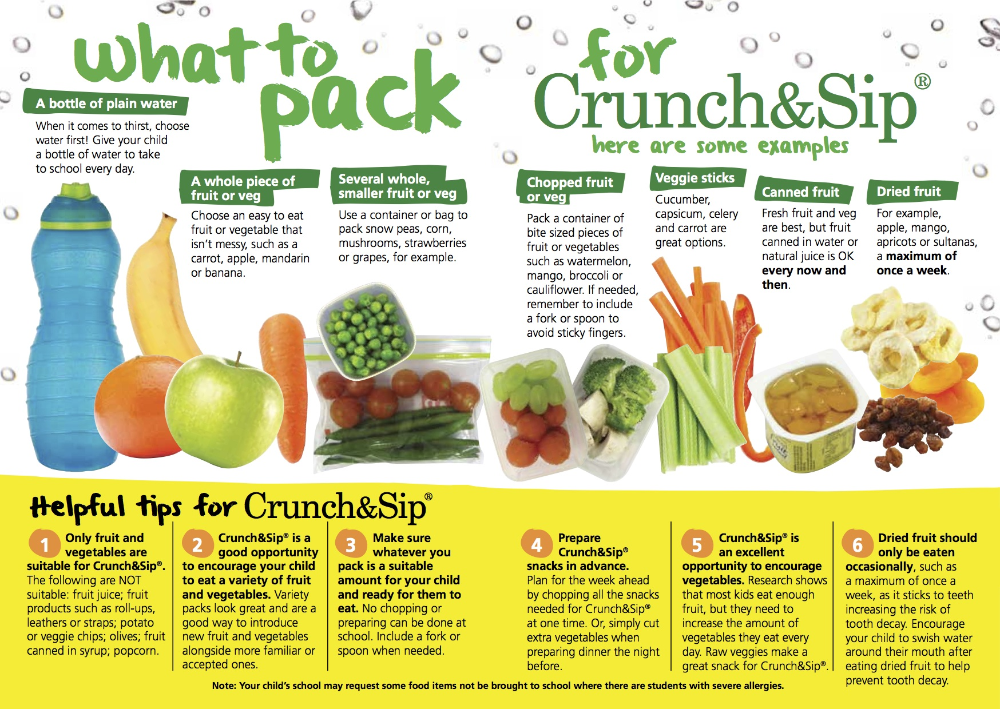 what to
pack
for
Crunch&Sip®
here are some examples
A bottle of plain water
When it comes to thirst, choose
water first! Give your child
a bottle of water to take
to school every day.
A whole piece of
fruit or veg
Choose an easy to eat
fruit or vegetable that
isn't messy, such as a
carrot, apple, mandarin
or banana.
Several whole,
smaller fruit or veg
Use a container or bag to
pack snow peas, corn,
mushrooms, strawberries
or grapes, for example.
Chopped fruit
or veg
Pack a container of
bite sized pieces of
fruit or vegetables
such as watermelon,
mango, broccoli or
cauliflower. If needed,
remember to include
a fork or spoon to
avoid sticky fingers.
Veggie sticks
Cucumber,
capsicum, celery
and carrot are
great options.
Canned fruit
Fresh fruit and veg
are best, but fruit
canned in water or
natural juice is OK
every now and
then.
Dried fruit
For example,
apple, mango,
apricots or sultanas,
a maximum of
once a week.
Helpful tips for Crunch&Sip®
1 Only fruit and
vegetables are
suitable for Crunch&Sip®.
The following are NOT
suitable: fruit juice; fruit
products such as roll-ups,
leathers or straps; potato
or veggie chips; olives; fruit
canned in syrup; popcorn.
2 Crunch&Sip® is a
good opportunity
to encourage your child
to eat a variety of fruit
and vegetables. Variety
packs look great and are a
good way to introduce
new fruit and vegetables
alongside more familiar or
accepted ones.
3 Make sure
whatever you
pack is a suitable
amount for your child
and ready for them to
eat. No chopping or
preparing can be done at
school. Include a fork or
spoon when needed.
4 Prepare
Crunch&Sip®
snacks in advance.
Plan for the week ahead
by chopping all the snacks
needed for Crunch&Sip®
at one time. Or, simply cut
extra vegetables when
preparing dinner the night
before.
5 Crunch&Sip® is
an excellent
opportunity to encourage
vegetables. Research shows
that most kids eat enough
fruit, but they need to
increase the amount of
vegetables they eat every
day. Raw veggies make a
great snack for Crunch&Sip®.
6 Dried fruit should
only be eaten
occasionally, such as
a maximum of once a
week, as it sticks to teeth
increasing the risk of
tooth decay. Encourage
your child to swish water
around their mouth after
eating dried fruit to help
prevent tooth decay.
Note: Your child's school may request some food items not be brought to school where there are students with severe allergies.